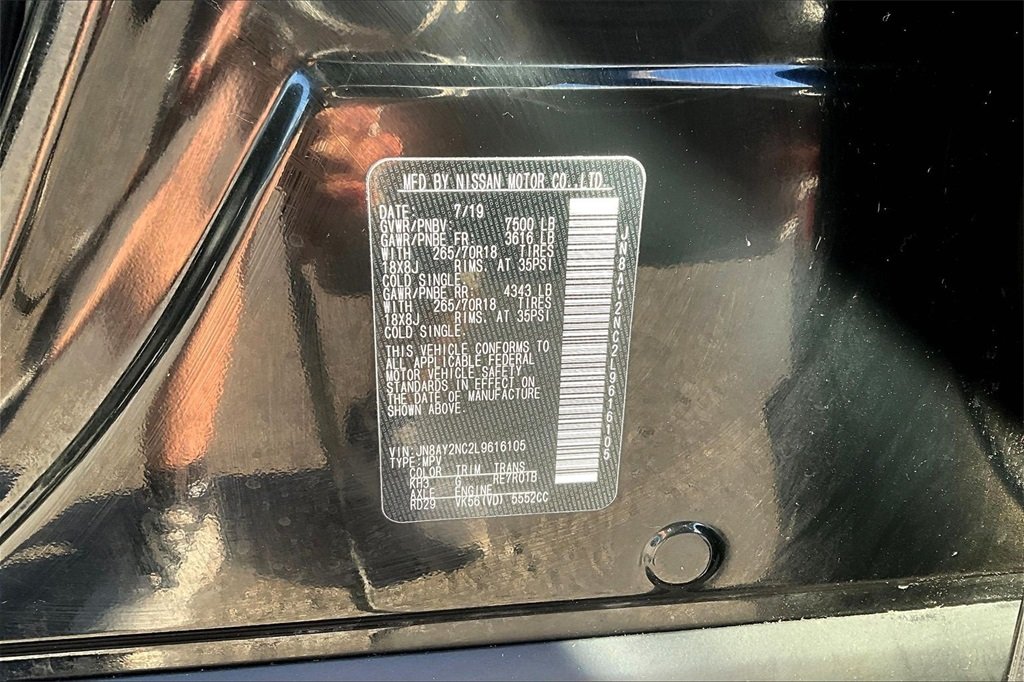 MFD BY NISSAN MOTOR CO.,LTD.
DATE: 7/19
GVWR/PNBV: 7500 LB
GAWR/PNBE FR: 3616 LB
WITH 265/70R18 TIRES
18X8J RIMS. AT 35PSI
COLD SINGLE.
GAWR/PNBE RR: 4343 LB
WITH 265/70R18 TIRES
18X8J RIMS. AT 35PSI
COLD SINGLE.
THIS VEHICLE CONFORMS TO
ALL APPLICABLE FEDERAL
MOTOR VEHICLE SAFETY
STANDARDS IN EFFECT ON
THE DATE OF MANUFACTURE
SHOWN ABOVE.
VIN:JN8AY2NC2L9616105
TYPE:MPV
COLOR TRIM TRANS
KH3 G RE7R01B
AXLE ENGINE
RD29 VK56(VD) 5552CC
JN8AY2NC2L9616105